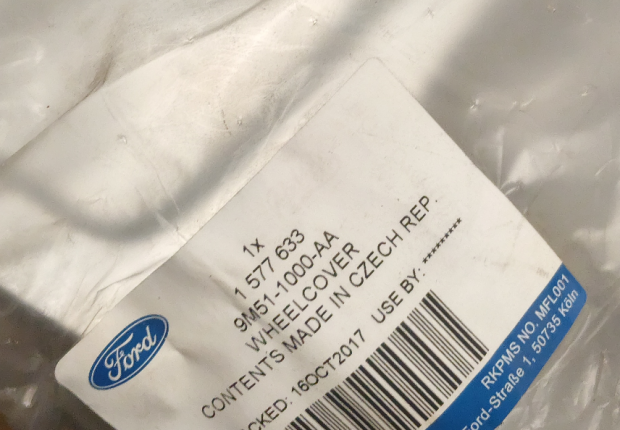 1x
1 577 633
9M51-1000-AA
WHEELCOVER
CONTENTS MADE IN CZECH REP.
CKED: 16OCT2017 USE BY: *********
Ford
RKPMS NO. MFL001
Ford-Straße 1, 50735 Köln